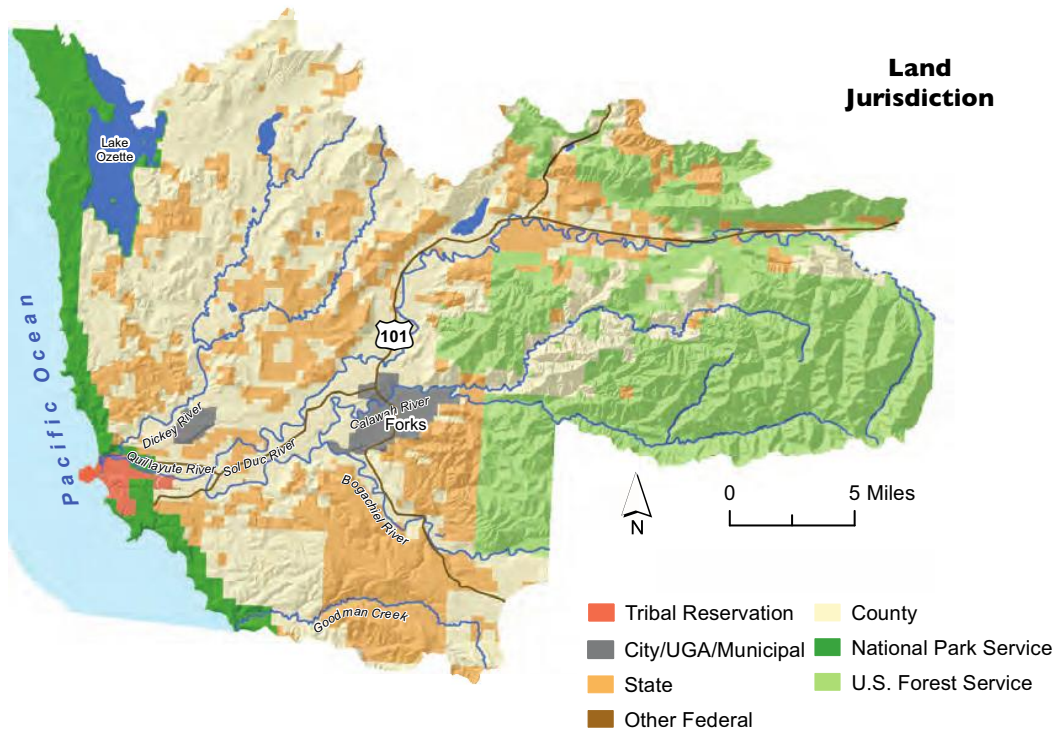 Land
Jurisdiction
Lake
Ozette
Pacific Ocean
101
Dickey River
Quillayute River
Sol Duc River
Calawah River
Forks
Bogachiel River
Goodman Creek
N
0 5 Miles
Tribal Reservation
City/UGA/Municipal
State
Other Federal
County
National Park Service
U.S. Forest Service